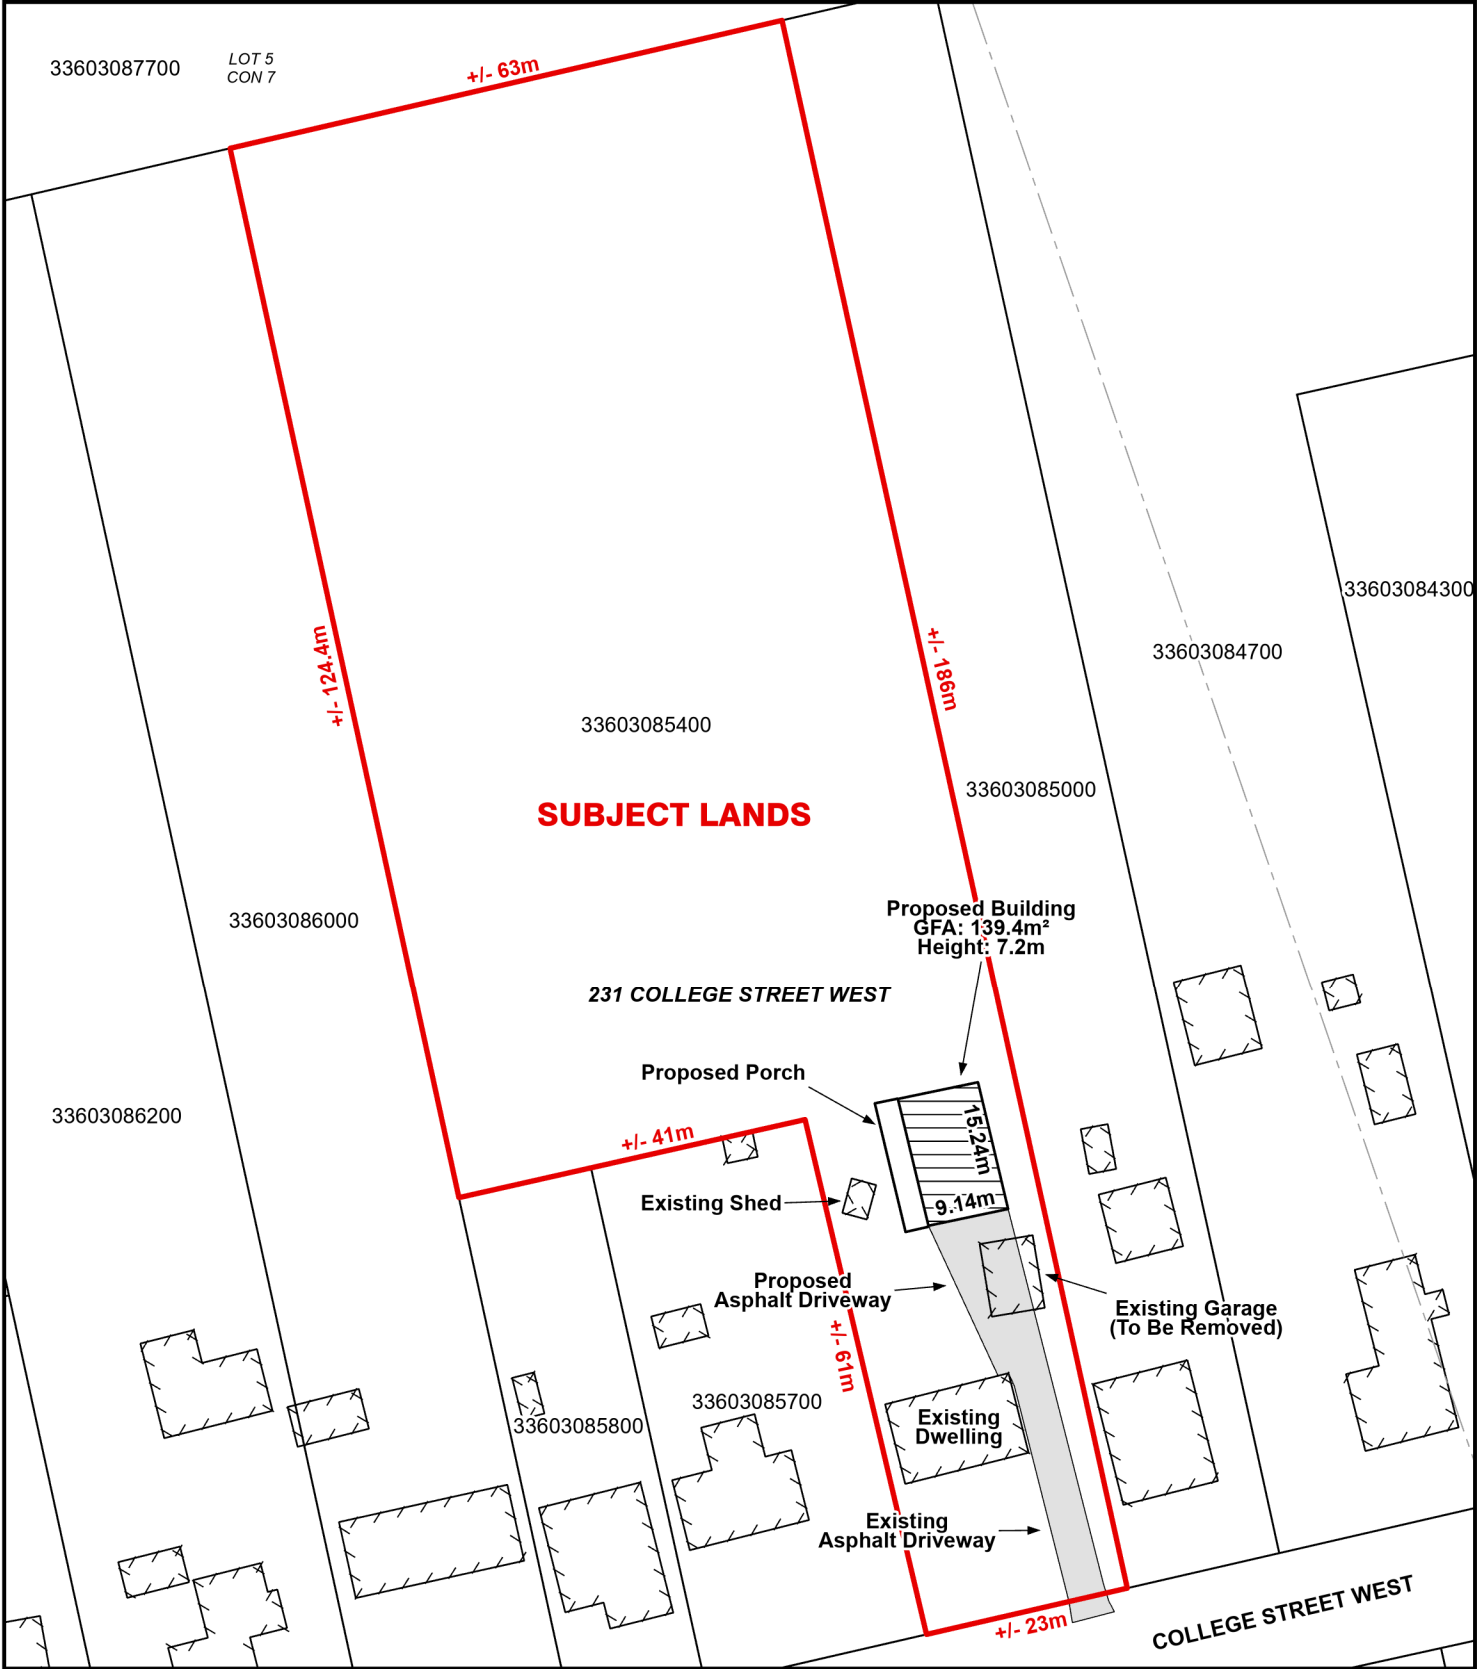 33603087700
LOT 5
CON 7
+/- 63m
33603084300
+/- 124.4m
+/- 186m
33603084700
33603085400
33603085000
SUBJECT LANDS
33603086000
Proposed Building
GFA: 139.4m²
Height: 7.2m
231 COLLEGE STREET WEST
Proposed Porch
33603086200
+/- 41m
15.24m
Existing Shed
9.14m
Proposed
Asphalt Driveway
Existing Garage
(To Be Removed)
+/- 61m
33603085700
33603085800
Existing
Dwelling
Existing
Asphalt Driveway
+/- 23m
COLLEGE STREET WEST